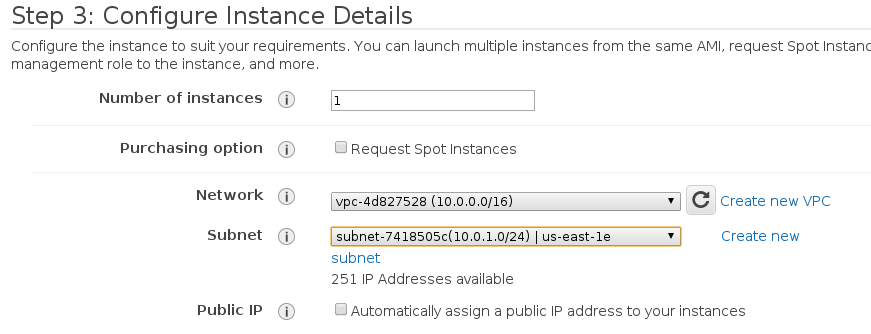 Step 3: Configure Instance Details
Configure the instance to suit your requirements. You can launch multiple instances from the same AMI, request Spot Instanc
management role to the instance, and more.
Number of instances i 1
Purchasing option i Request Spot Instances
Network i vpc-4d827528 (10.0.0.0/16) Create new VPC
Subnet i subnet-7418505c(10.0.1.0/24) | us-east-1e Create new
subnet
251 IP Addresses available
Public IP i Automatically assign a public IP address to your instances